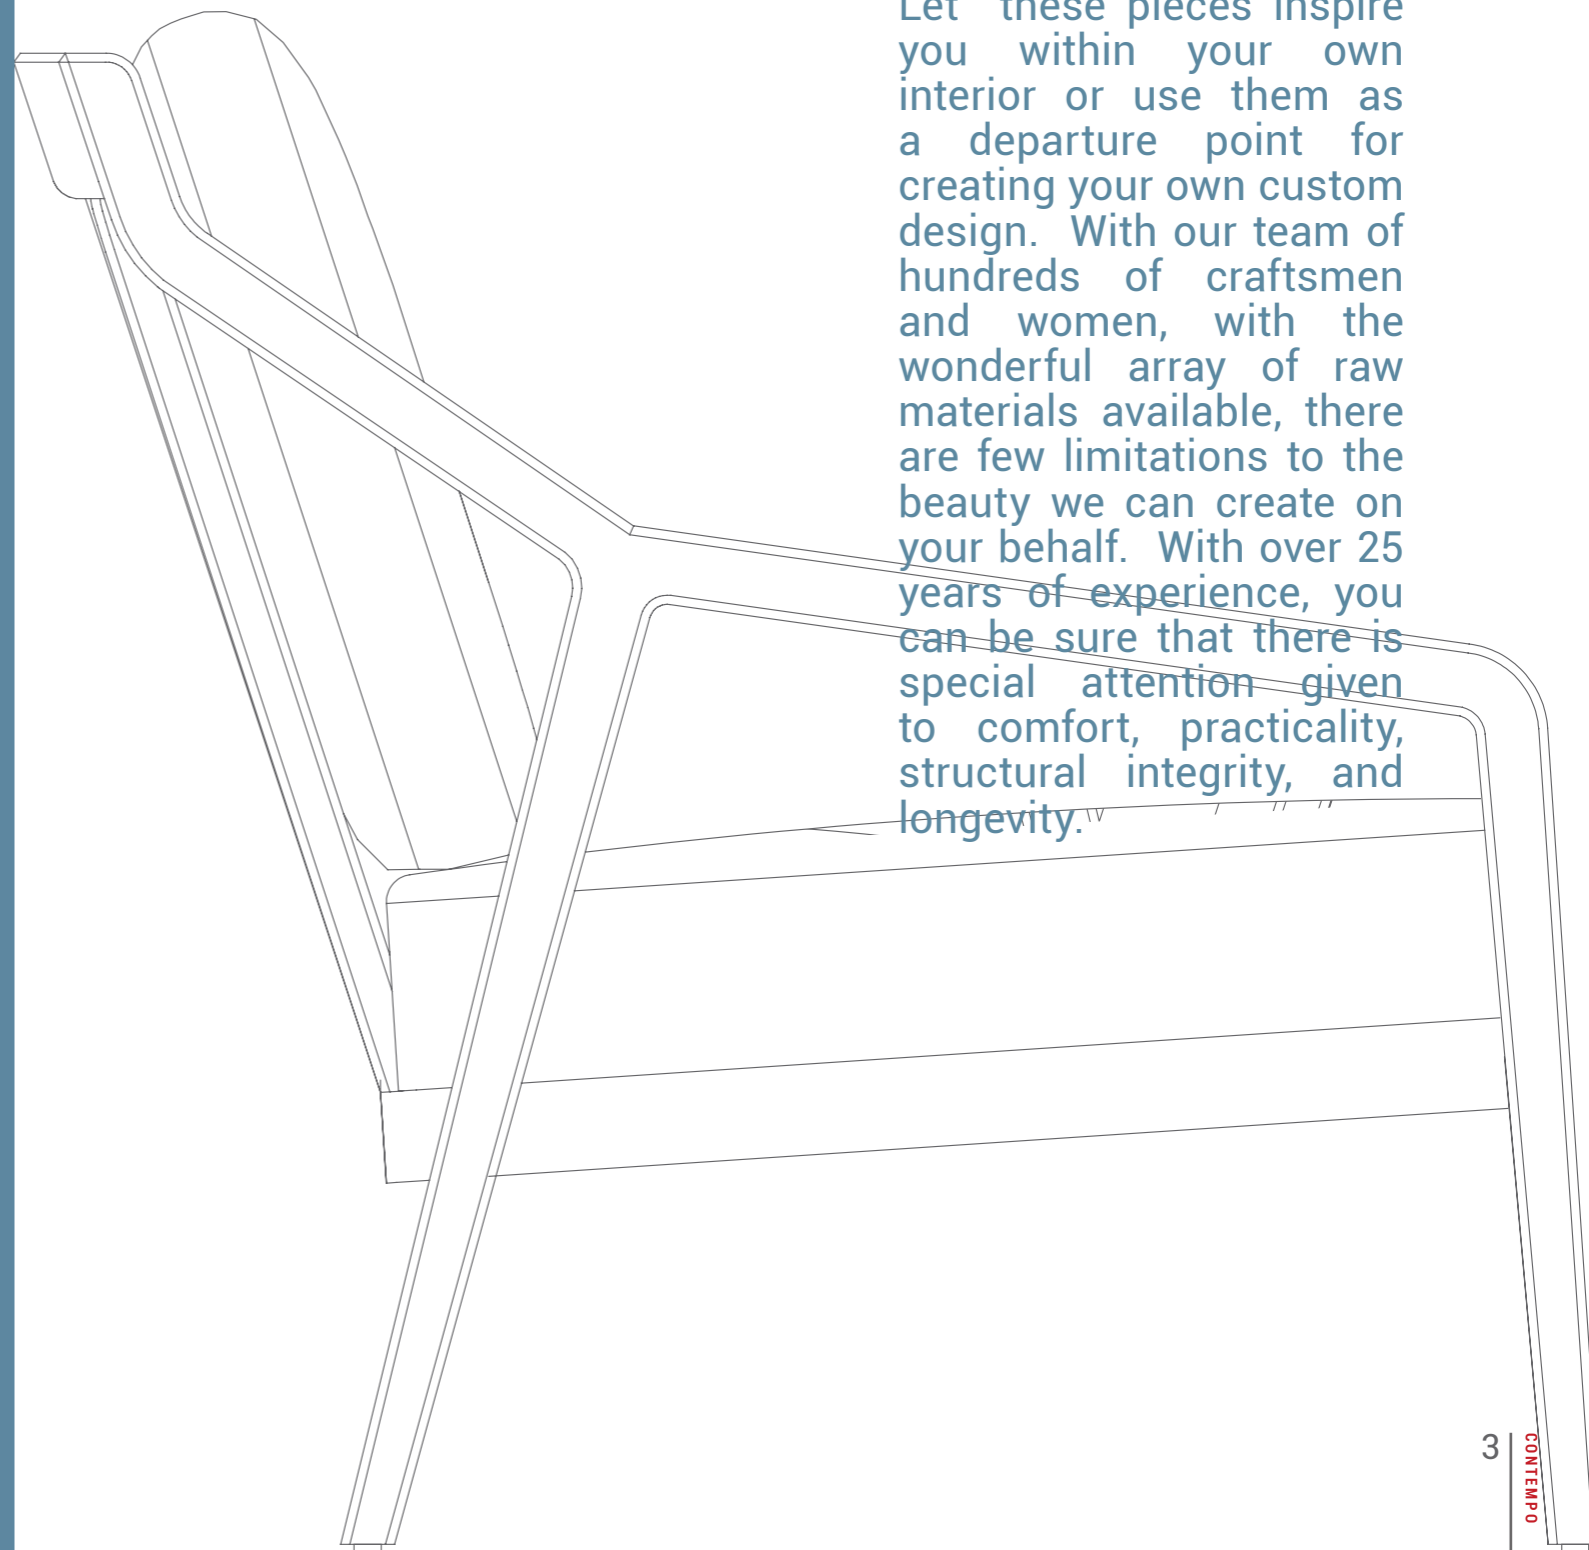 Let these pieces inspire
you within your own
interior or use them as
a departure point for
creating your own custom
design. With our team of
hundreds of craftsmen
and women, with the
wonderful array of raw
materials available, there
are few limitations to the
beauty we can create on
your behalf. With over 25
years of experience, you
can be sure that there is
special attention given
to comfort, practicality,
structural integrity, and
longevity.
3
CONTEMPO